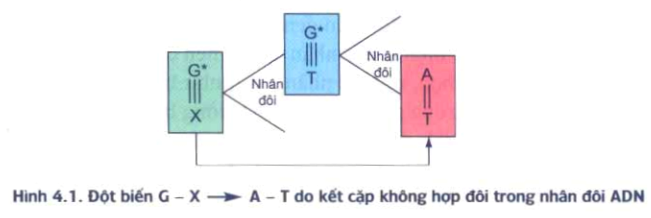 G*
X
Nhân
đôi
G*
T
Nhân
đôi
A
T
Hình 4.1. Đột biến G – X → A – T do kết cặp không hợp đôi trong nhân đôi ADN